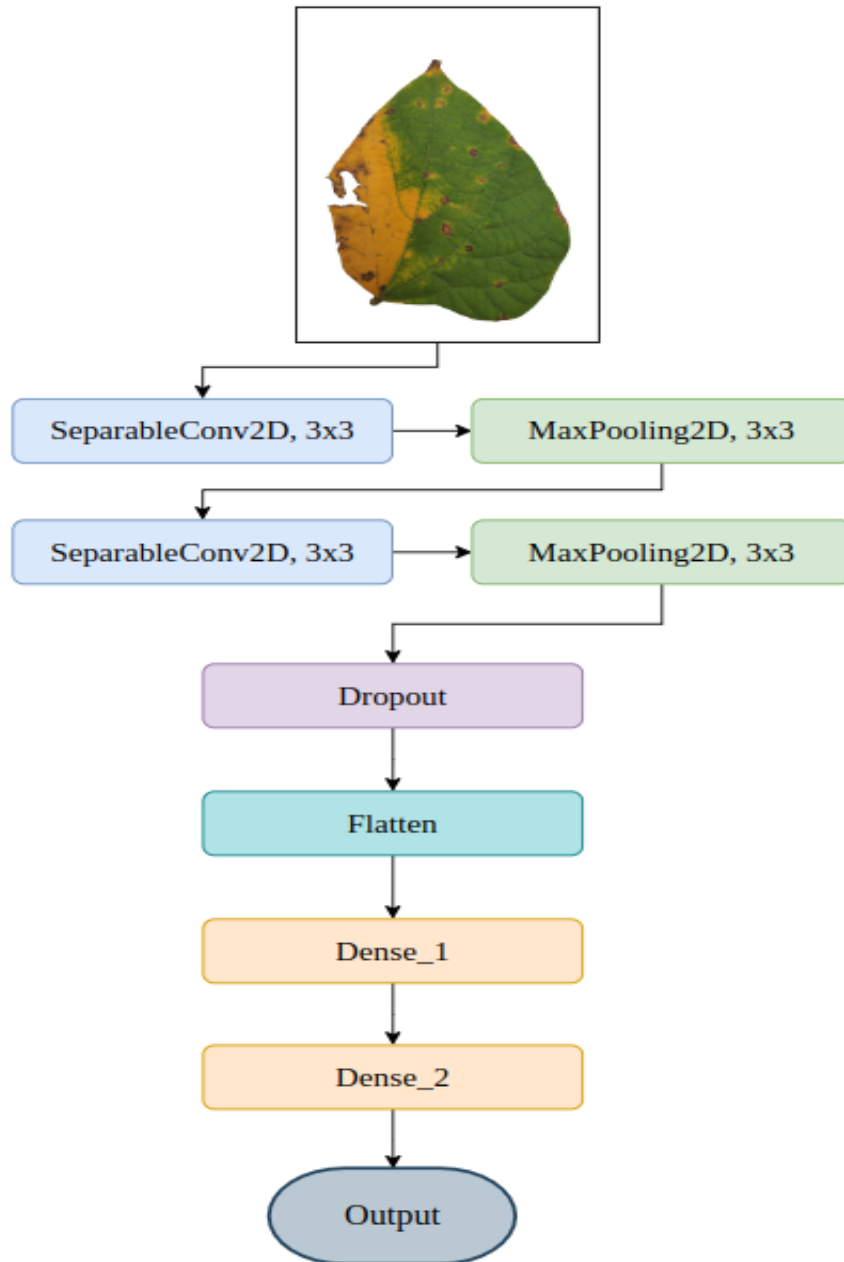 SeparableConv2D, 3x3
MaxPooling2D, 3x3
SeparableConv2D, 3x3
MaxPooling2D, 3x3
Dropout
Flatten
Dense_1
Dense_2
Output